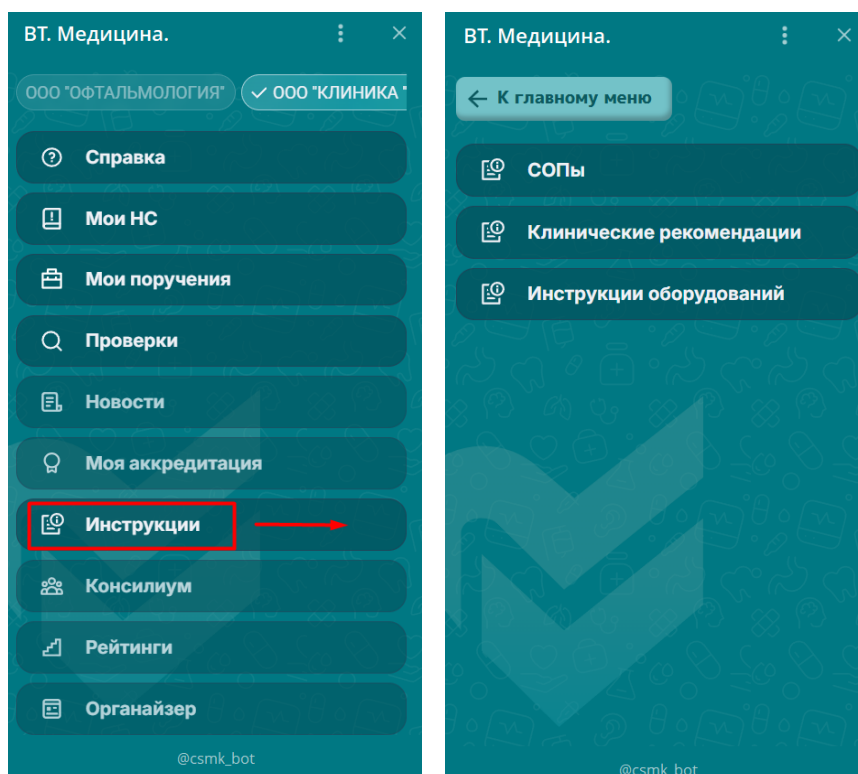 ВТ. Медицина.
ООО "ОФТАЛЬМОЛОГИЯ"
ООО "КЛИНИКА "
Справка
Мои НС
Мои поручения
Проверки
Новости
Моя аккредитация
Инструкции
Консилиум
Рейтинги
Органайзер
@csmk_bot
ВТ. Медицина.
К главному меню
СОПы
Клинические рекомендации
Инструкции оборудований
@csmk_bot